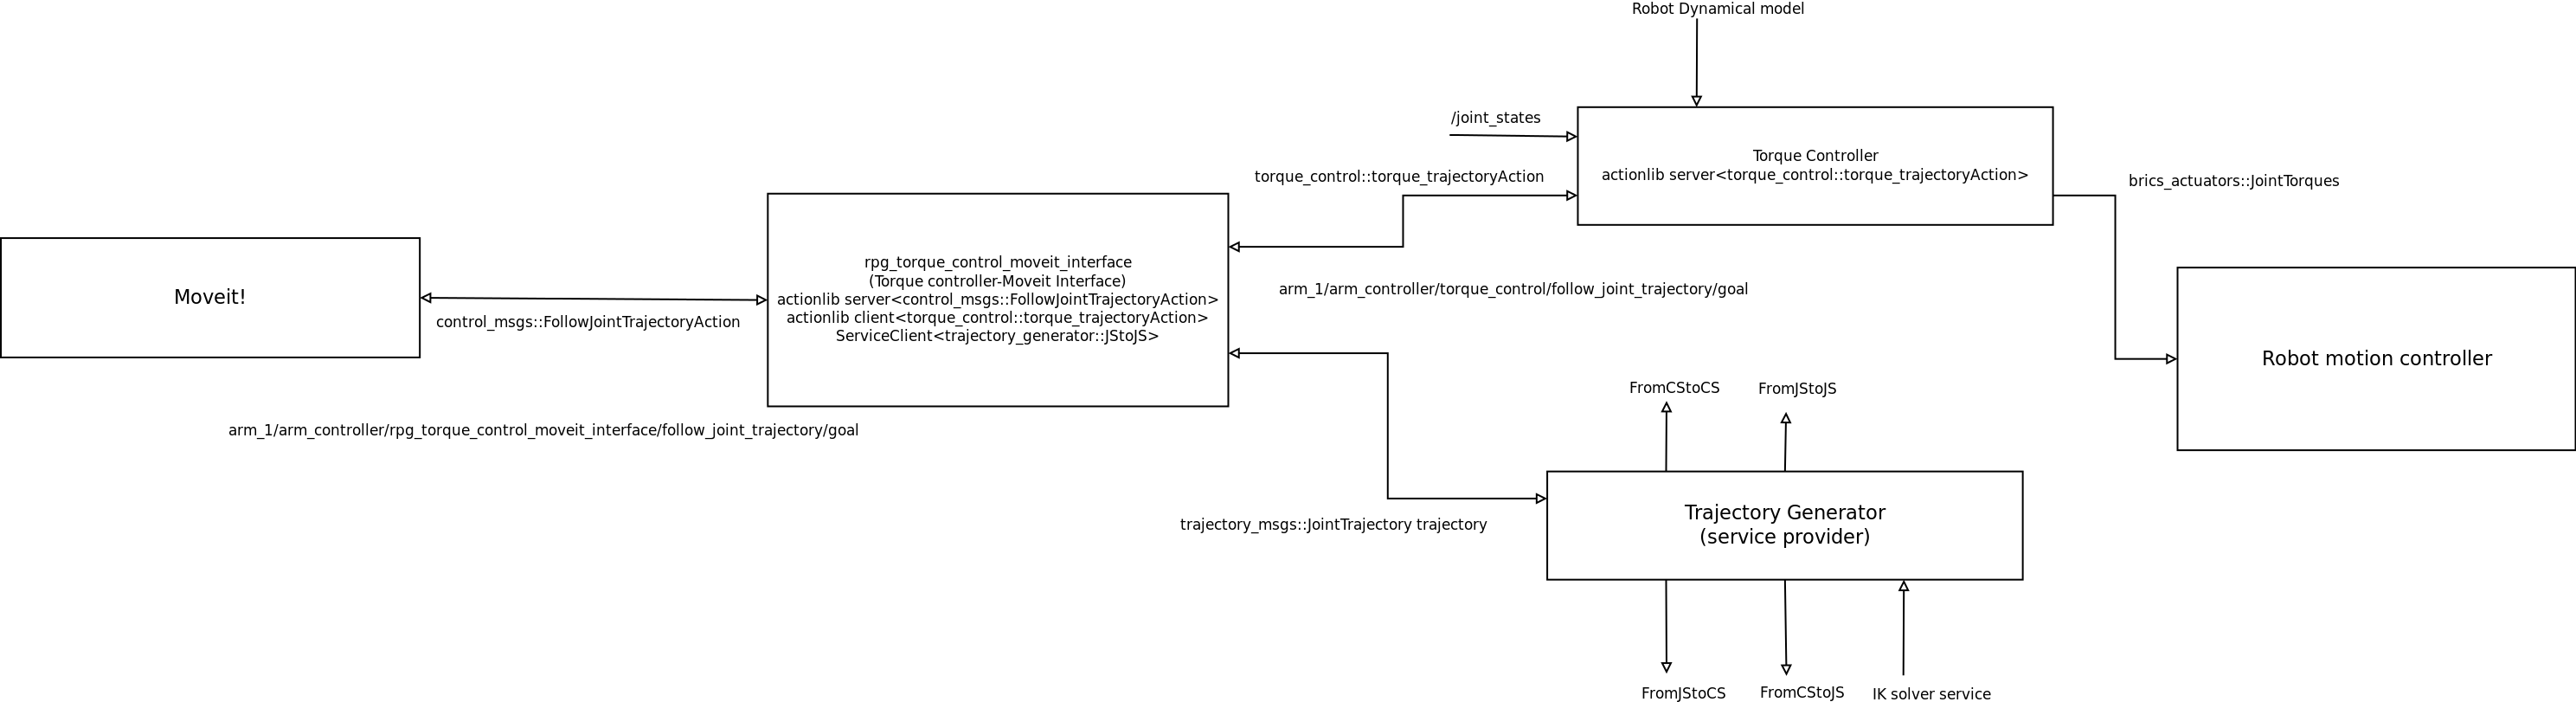 Robot Dynamical model
/joint_states
torque_control::torque_trajectoryAction
Torque Controller
actionlib server<torque_control::torque_trajectoryAction>
brics_actuators::JointTorques
Moveit!
control_msgs::FollowJointTrajectoryAction
rpg_torque_control_moveit_interface
(Torque controller-Moveit Interface)
actionlib server<control_msgs::FollowJointTrajectoryAction>
actionlib client<torque_control::torque_trajectoryAction>
ServiceClient<trajectory_generator::JStoJS>
arm_1/arm_controller/torque_control/follow_joint_trajectory/goal
Robot motion controller
arm_1/arm_controller/rpg_torque_control_moveit_interface/follow_joint_trajectory/goal
FromCStoCS
FromJStoJS
trajectory_msgs::JointTrajectory trajectory
Trajectory Generator
(service provider)
FromJStoCS
FromCStoJS
IK solver service